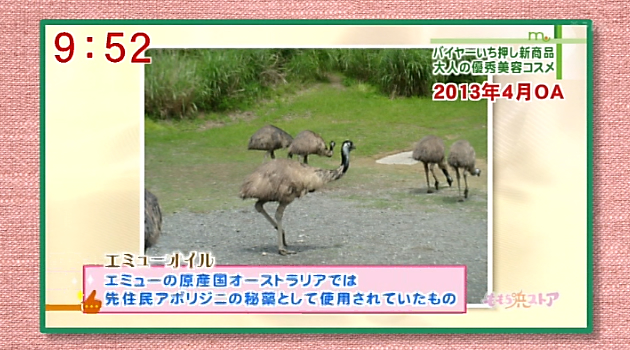 9:52
バイヤーいち押し新商品
大人の優秀美容コスメ
2013年4月OA
エミューオイル
エミューの原産国オーストラリアでは
先住民アボリジニの秘薬として使用されていたもの
ストア